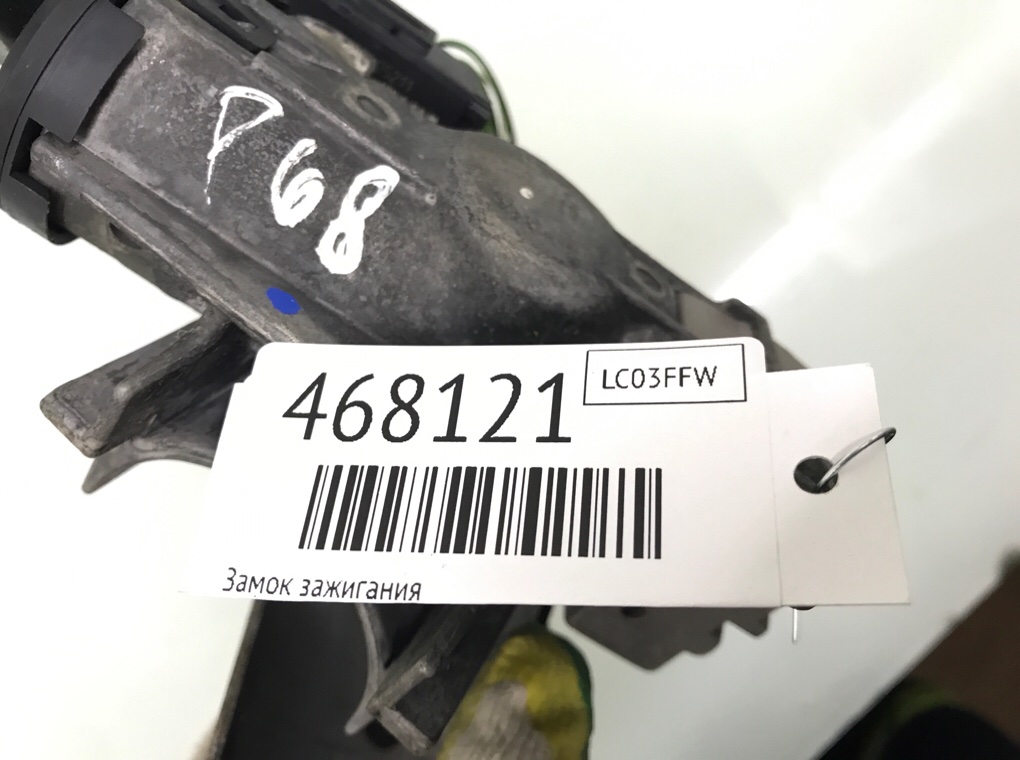 P68
468121
LC03FFW
Замок зажигания